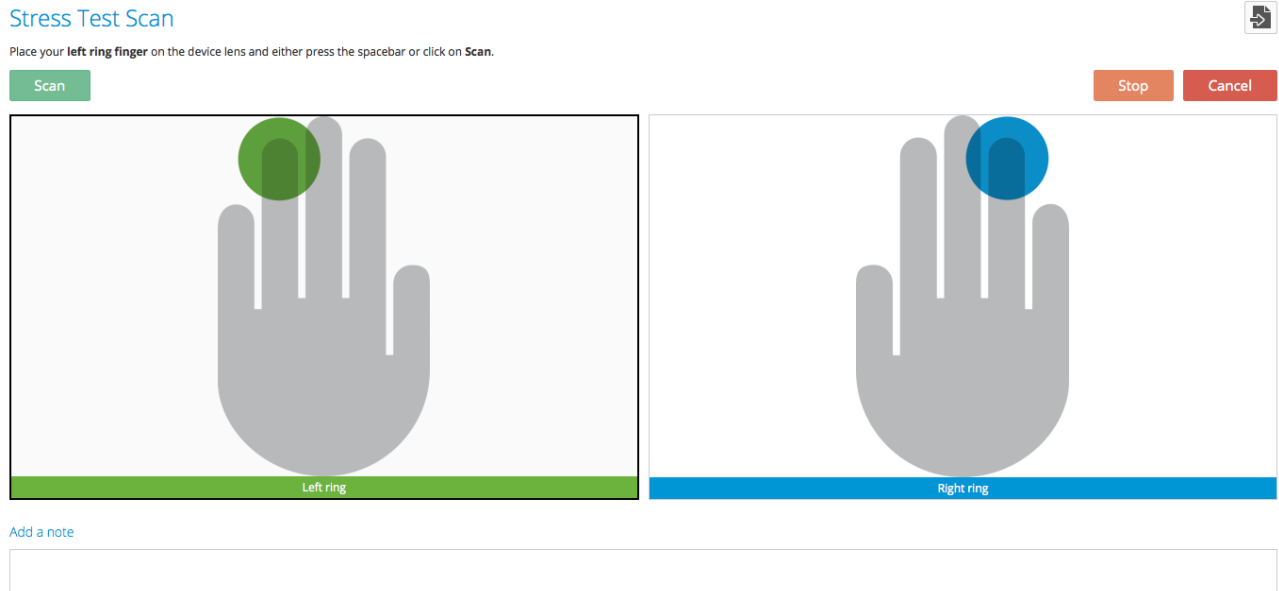 Stress Test Scan
Place your left ring finger on the device lens and either press the spacebar or click on Scan.
Scan
Stop
Cancel
Left ring
Right ring
Add a note